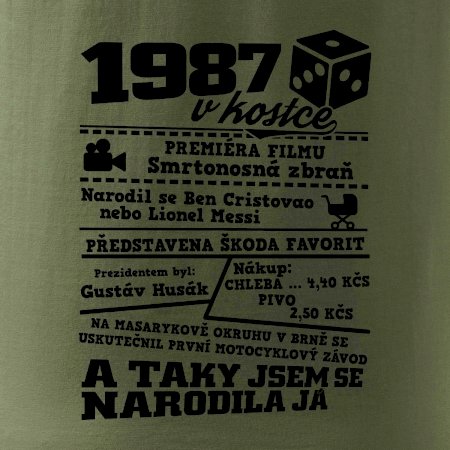 1987
v kostce
PREMIÉRA FILMU
Smrtonosná zbraň
Narodil se Ben Cristovao
nebo Lionel Messi
PŘEDSTAVENA ŠKODA FAVORIT
Prezidentem byl:
Gustáv Husák
Nákup:
CHLEBA ... 4,40 KČS
PIVO
2,50 KČS
NA MASARYKOVĚ OKRUHU V BRNĚ SE
USKUTEČNIL PRVNÍ MOTOCYKLOVÝ ZÁVOD
A TAKY JSEM SE
NARODILA JÁ